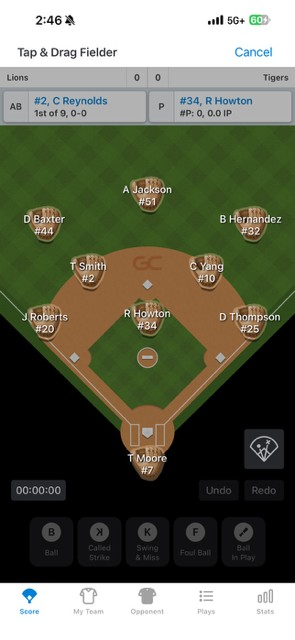 2:46
5G+ 60
Tap & Drag Fielder
Cancel
Lions 0 0 Tigers
AB #2, C Reynolds
1st of 9, 0-0
P #34, R Howton
#P: 0, 0.0 IP
A Jackson
#51
D Baxter
#44
B Hernandez
#32
T Smith
#2
GC
C Yang
#10
J Roberts
#20
R Howton
#34
D Thompson
#25
T Moore
#7
00:00:00
Undo
Redo
B
Ball
ꓘ
Called
Strike
K
Swing
& Miss
F
Foul Ball
Ball
In Play
Score
My Team
Opponent
Plays
Stats